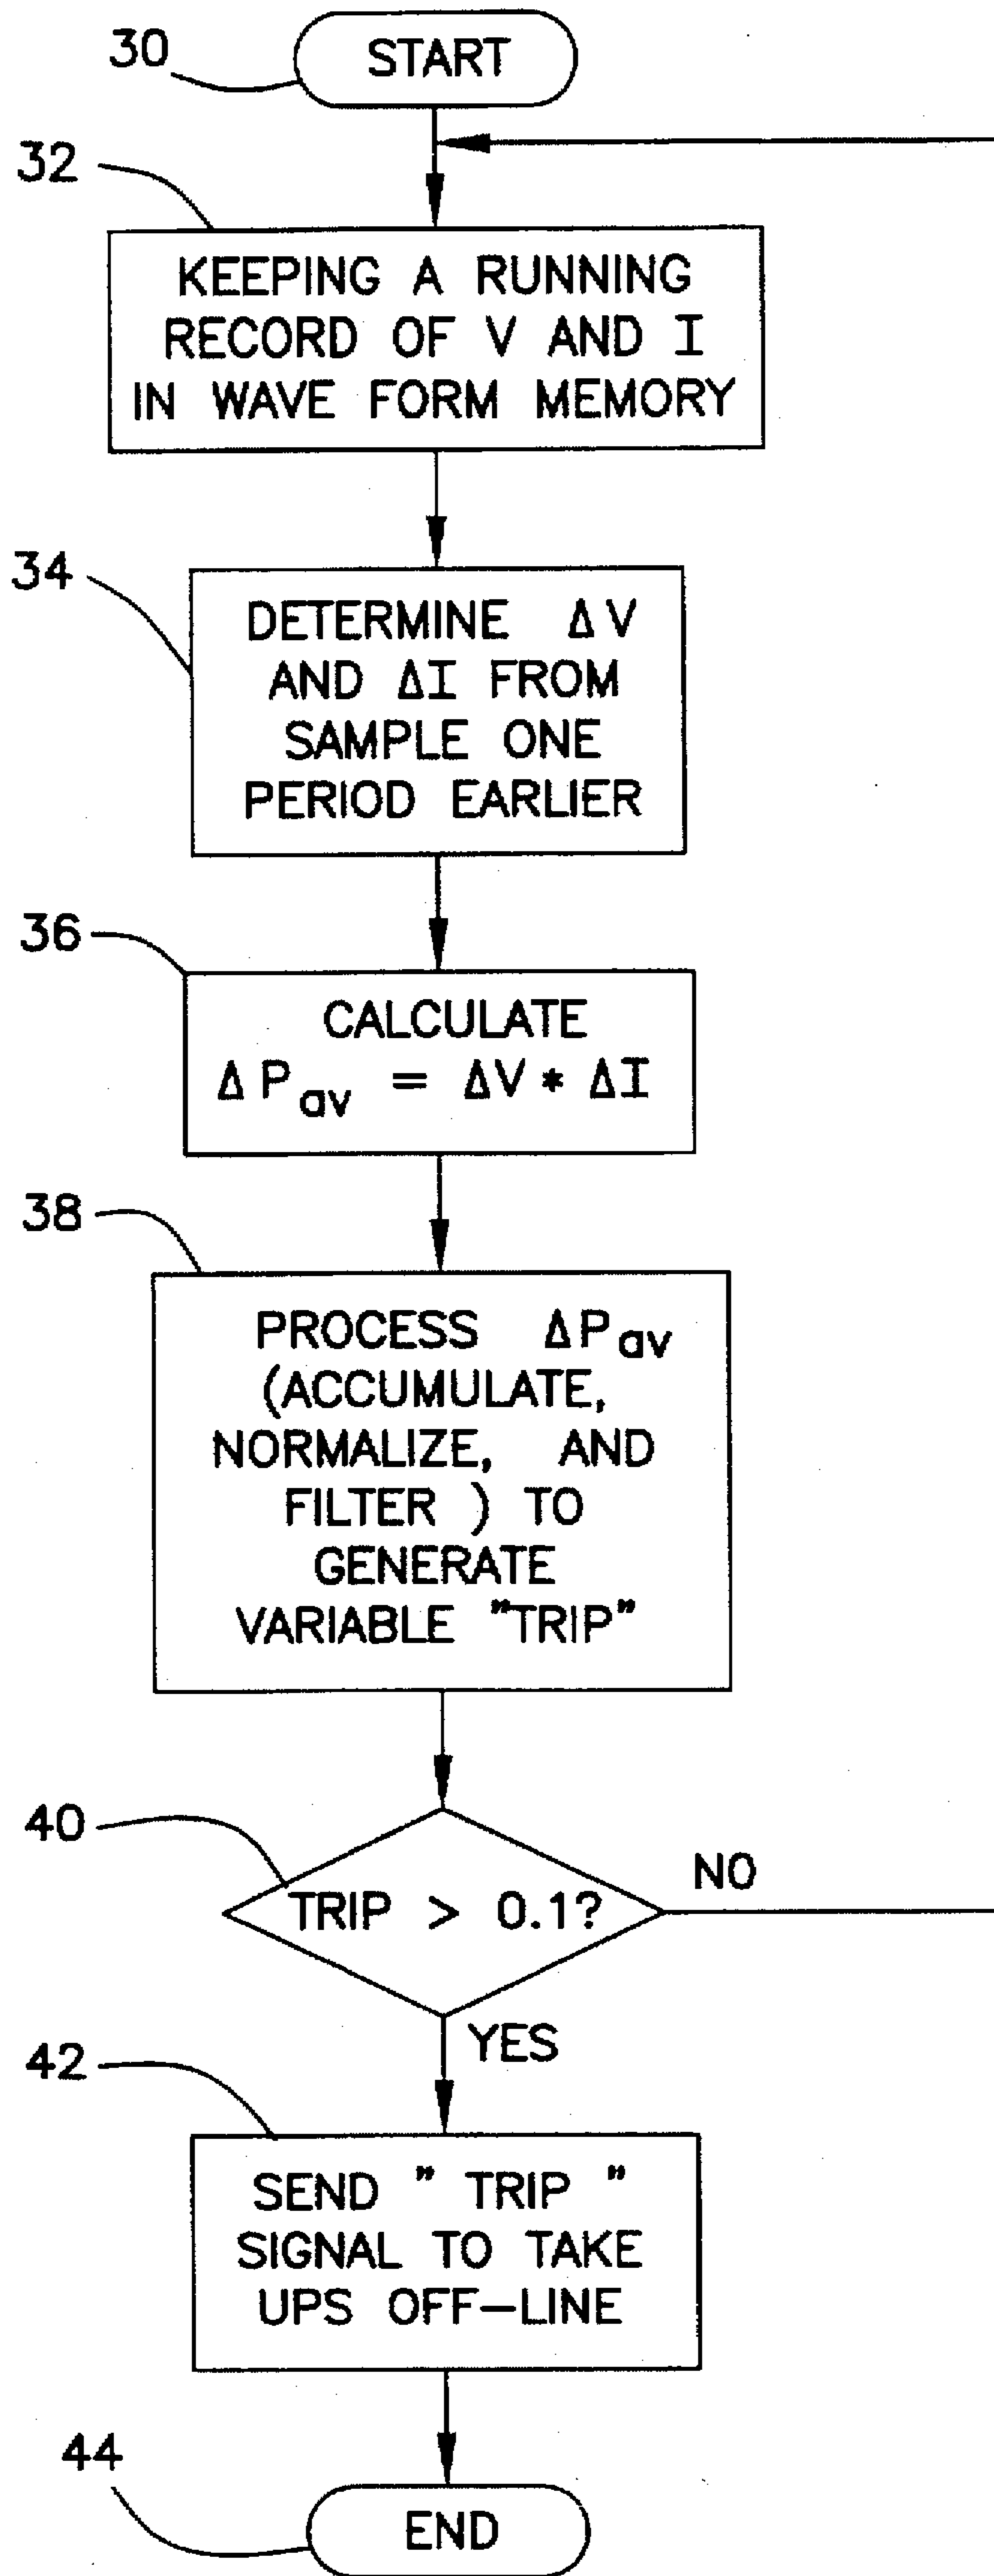 30
START
32
KEEPING A RUNNING
RECORD OF V AND I
IN WAVE FORM MEMORY
34
DETERMINE ΔV
AND ΔI FROM
SAMPLE ONE
PERIOD EARLIER
36
CALCULATE
ΔPav = ΔV * ΔI
38
PROCESS ΔPav
(ACCUMULATE,
NORMALIZE, AND
FILTER ) TO
GENERATE
VARIABLE "TRIP"
40
TRIP > 0.1?
NO
YES
42
SEND " TRIP "
SIGNAL TO TAKE
UPS OFF-LINE
44
END